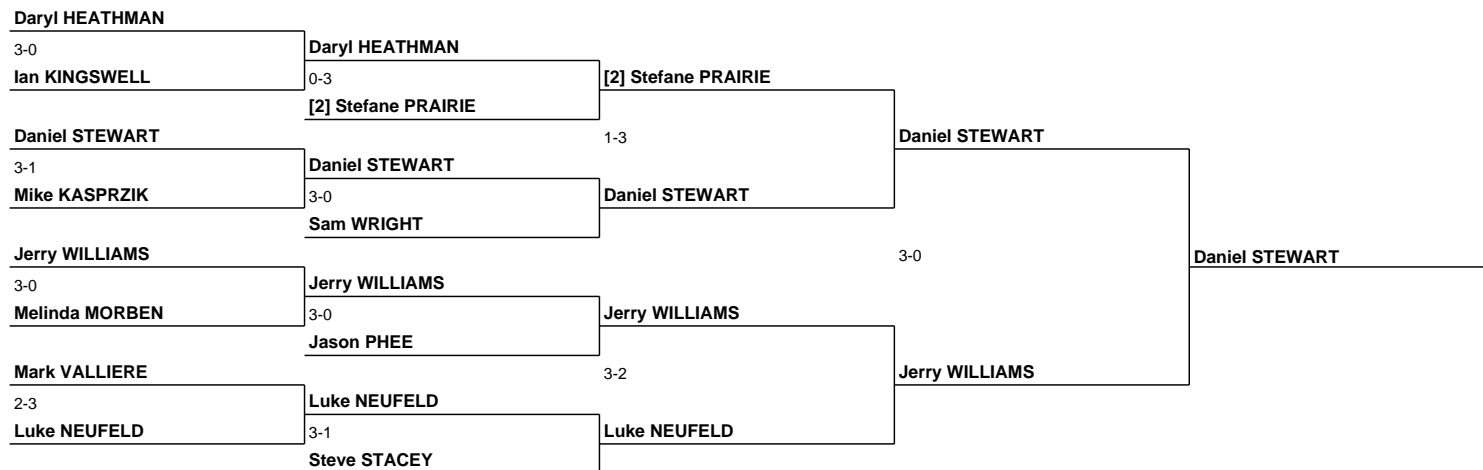 Daryl HEATHMAN
3-0
Ian KINGSWELL
Daniel STEWART
3-1
Mike KASPRZIK
Jerry WILLIAMS
3-0
Melinda MORBEN
Mark VALLIERE
2-3
Luke NEUFELD
Daryl HEATHMAN
0-3
[2] Stefane PRAIRIE
Daniel STEWART
3-0
Sam WRIGHT
Jerry WILLIAMS
3-0
Jason PHEE
Luke NEUFELD
3-1
Steve STACEY
[2] Stefane PRAIRIE
1-3
Daniel STEWART
Jerry WILLIAMS
3-2
Luke NEUFELD
Daniel STEWART
3-0
Jerry WILLIAMS
Daniel STEWART